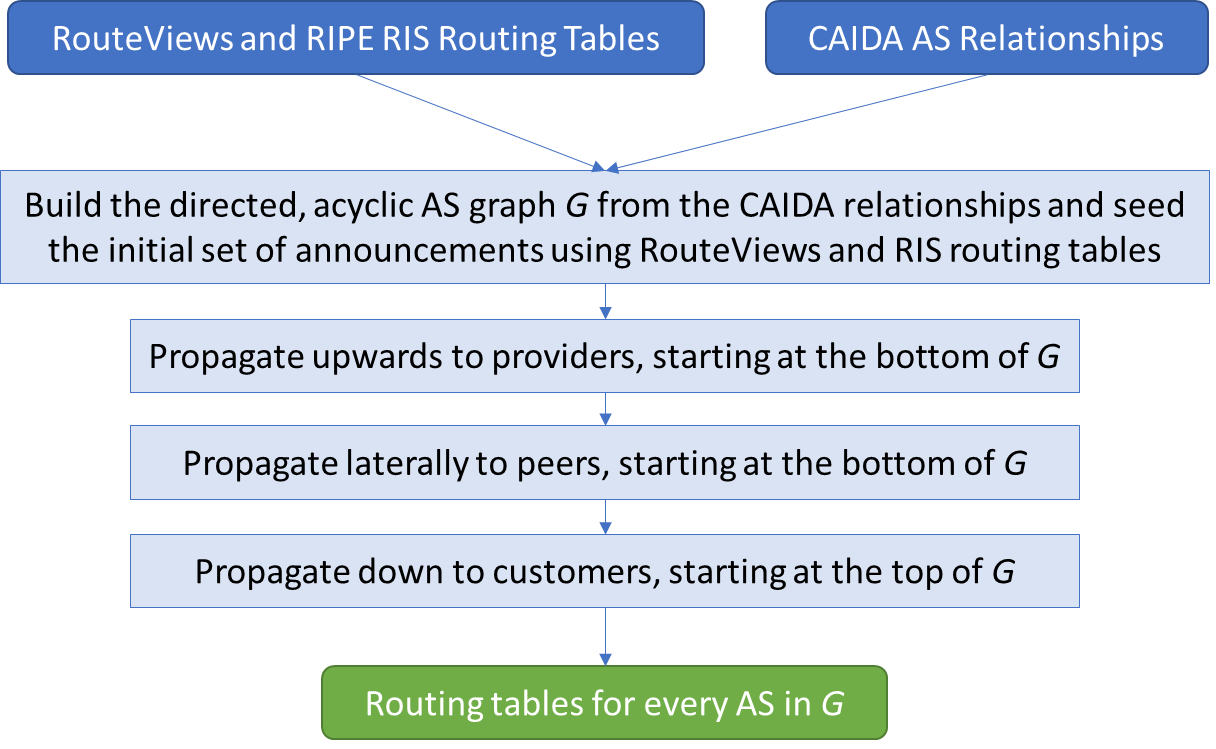 RouteViews and RIPE RIS Routing Tables
CAIDA AS Relationships
Build the directed, acyclic AS graph G from the CAIDA relationships and seed
the initial set of announcements using RouteViews and RIS routing tables
Propagate upwards to providers, starting at the bottom of G
Propagate laterally to peers, starting at the bottom of G
Propagate down to customers, starting at the top of G
Routing tables for every AS in G